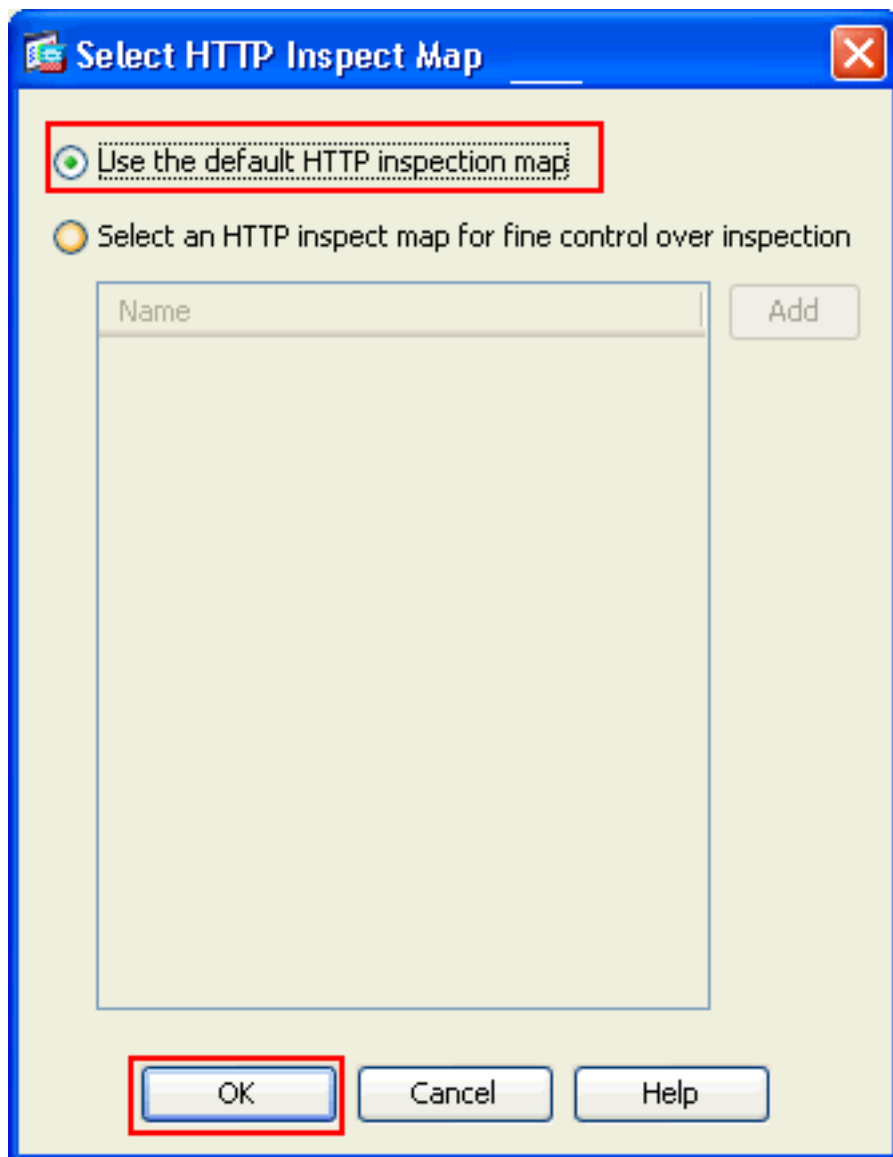 Select HTTP Inspect Map
Use the default HTTP inspection map
Select an HTTP inspect map for fine control over inspection
Name
Add
OK
Cancel
Help